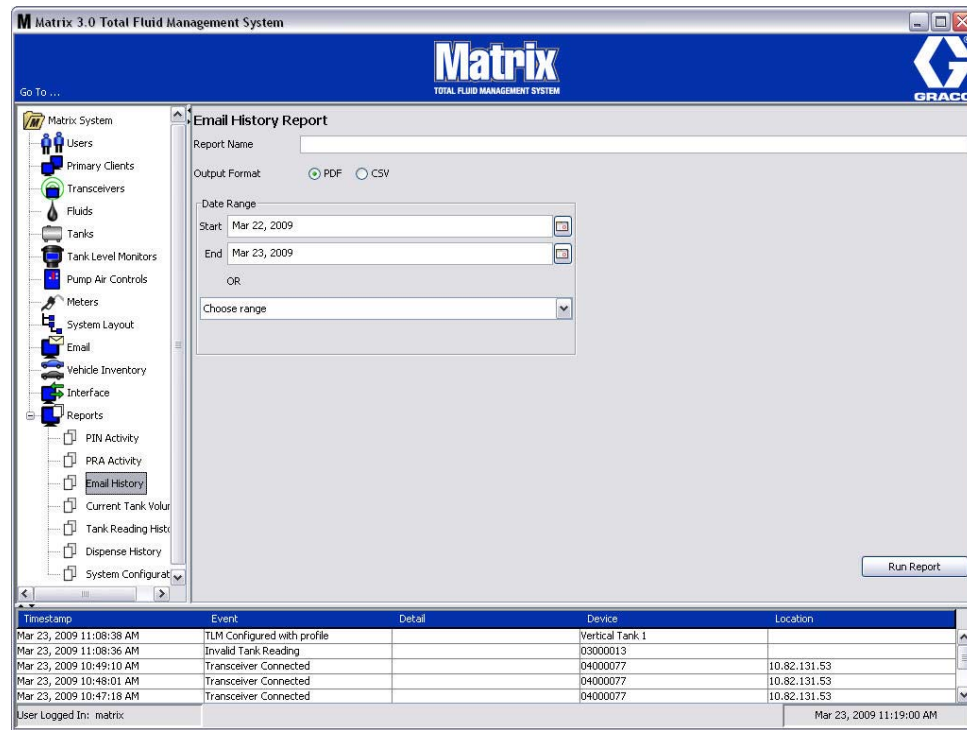 Matrix 3.0 Total Fluid Management System
Matrix
TOTAL FLUID MANAGEMENT SYSTEM
Go To ...
GRACO
Matrix System
Users
Primary Clients
Transceivers
Fluids
Tanks
Tank Level Monitors
Pump Air Controls
Meters
System Layout
Email
Vehicle Inventory
Interface
Reports
PIN Activity
PRA Activity
Email History
Current Tank Volur
Tank Reading Histo
Dispense History
System Configurat
Email History Report
Report Name
Output Format PDF CSV
Date Range
Start Mar 22, 2009
End Mar 23, 2009
OR
Choose range
Run Report
Timestamp Event Detail Device Location
Mar 23, 2009 11:08:38 AM TLM Configured with profile Vertical Tank 1
Mar 23, 2009 11:08:36 AM Invalid Tank Reading 03000013
Mar 23, 2009 10:49:10 AM Transceiver Connected 04000077 10.82.131.53
Mar 23, 2009 10:48:01 AM Transceiver Connected 04000077 10.82.131.53
Mar 23, 2009 10:47:18 AM Transceiver Connected 04000077 10.82.131.53
User Logged In: matrix Mar 23, 2009 11:19:00 AM